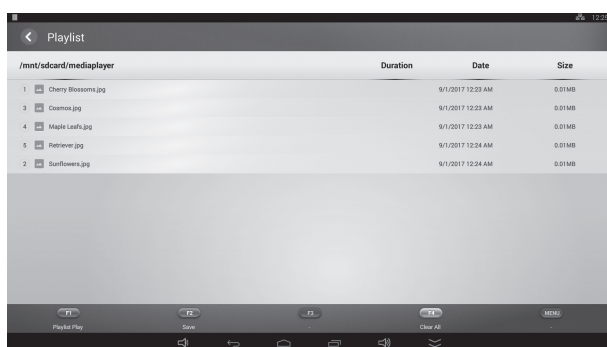 12:25
Playlist
/mnt/sdcard/mediaplayer Duration Date Size
1 Cherry Blossoms.jpg 9/1/2017 12:23 AM 0.01MB
3 Cosmox.jpg 9/1/2017 12:23 AM 0.01MB
4 Maple Leafs.jpg 9/1/2017 12:23 AM 0.01MB
5 Retriever.jpg 9/1/2017 12:24 AM 0.01MB
2 Sunflowers.jpg 9/1/2017 12:24 AM 0.01MB
F1 F2 F3 F4 MENU
Playlist Play Save - Clear All -